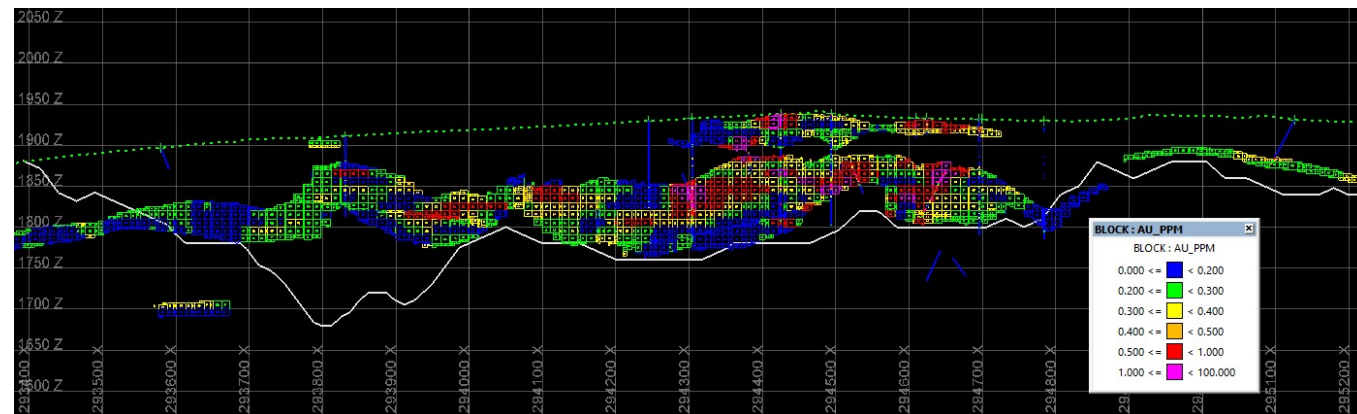 2050 Z
2000 Z
1950 Z
1900 Z
1850 Z
1800 Z
1750 Z
1700 Z
1650 Z
1600 Z
293400 X
293500 X
293600 X
293700 X
293800 X
293900 X
294000 X
294100 X
294200 X
294300 X
294400 X
294500 X
294600 X
294700 X
294800 X
295100 X
295200 X
BLOCK : AU_PPM ×
BLOCK : AU_PPM
0.000 <= < 0.200
0.200 <= < 0.300
0.300 <= < 0.400
0.400 <= < 0.500
0.500 <= < 1.000
1.000 <= < 100.000